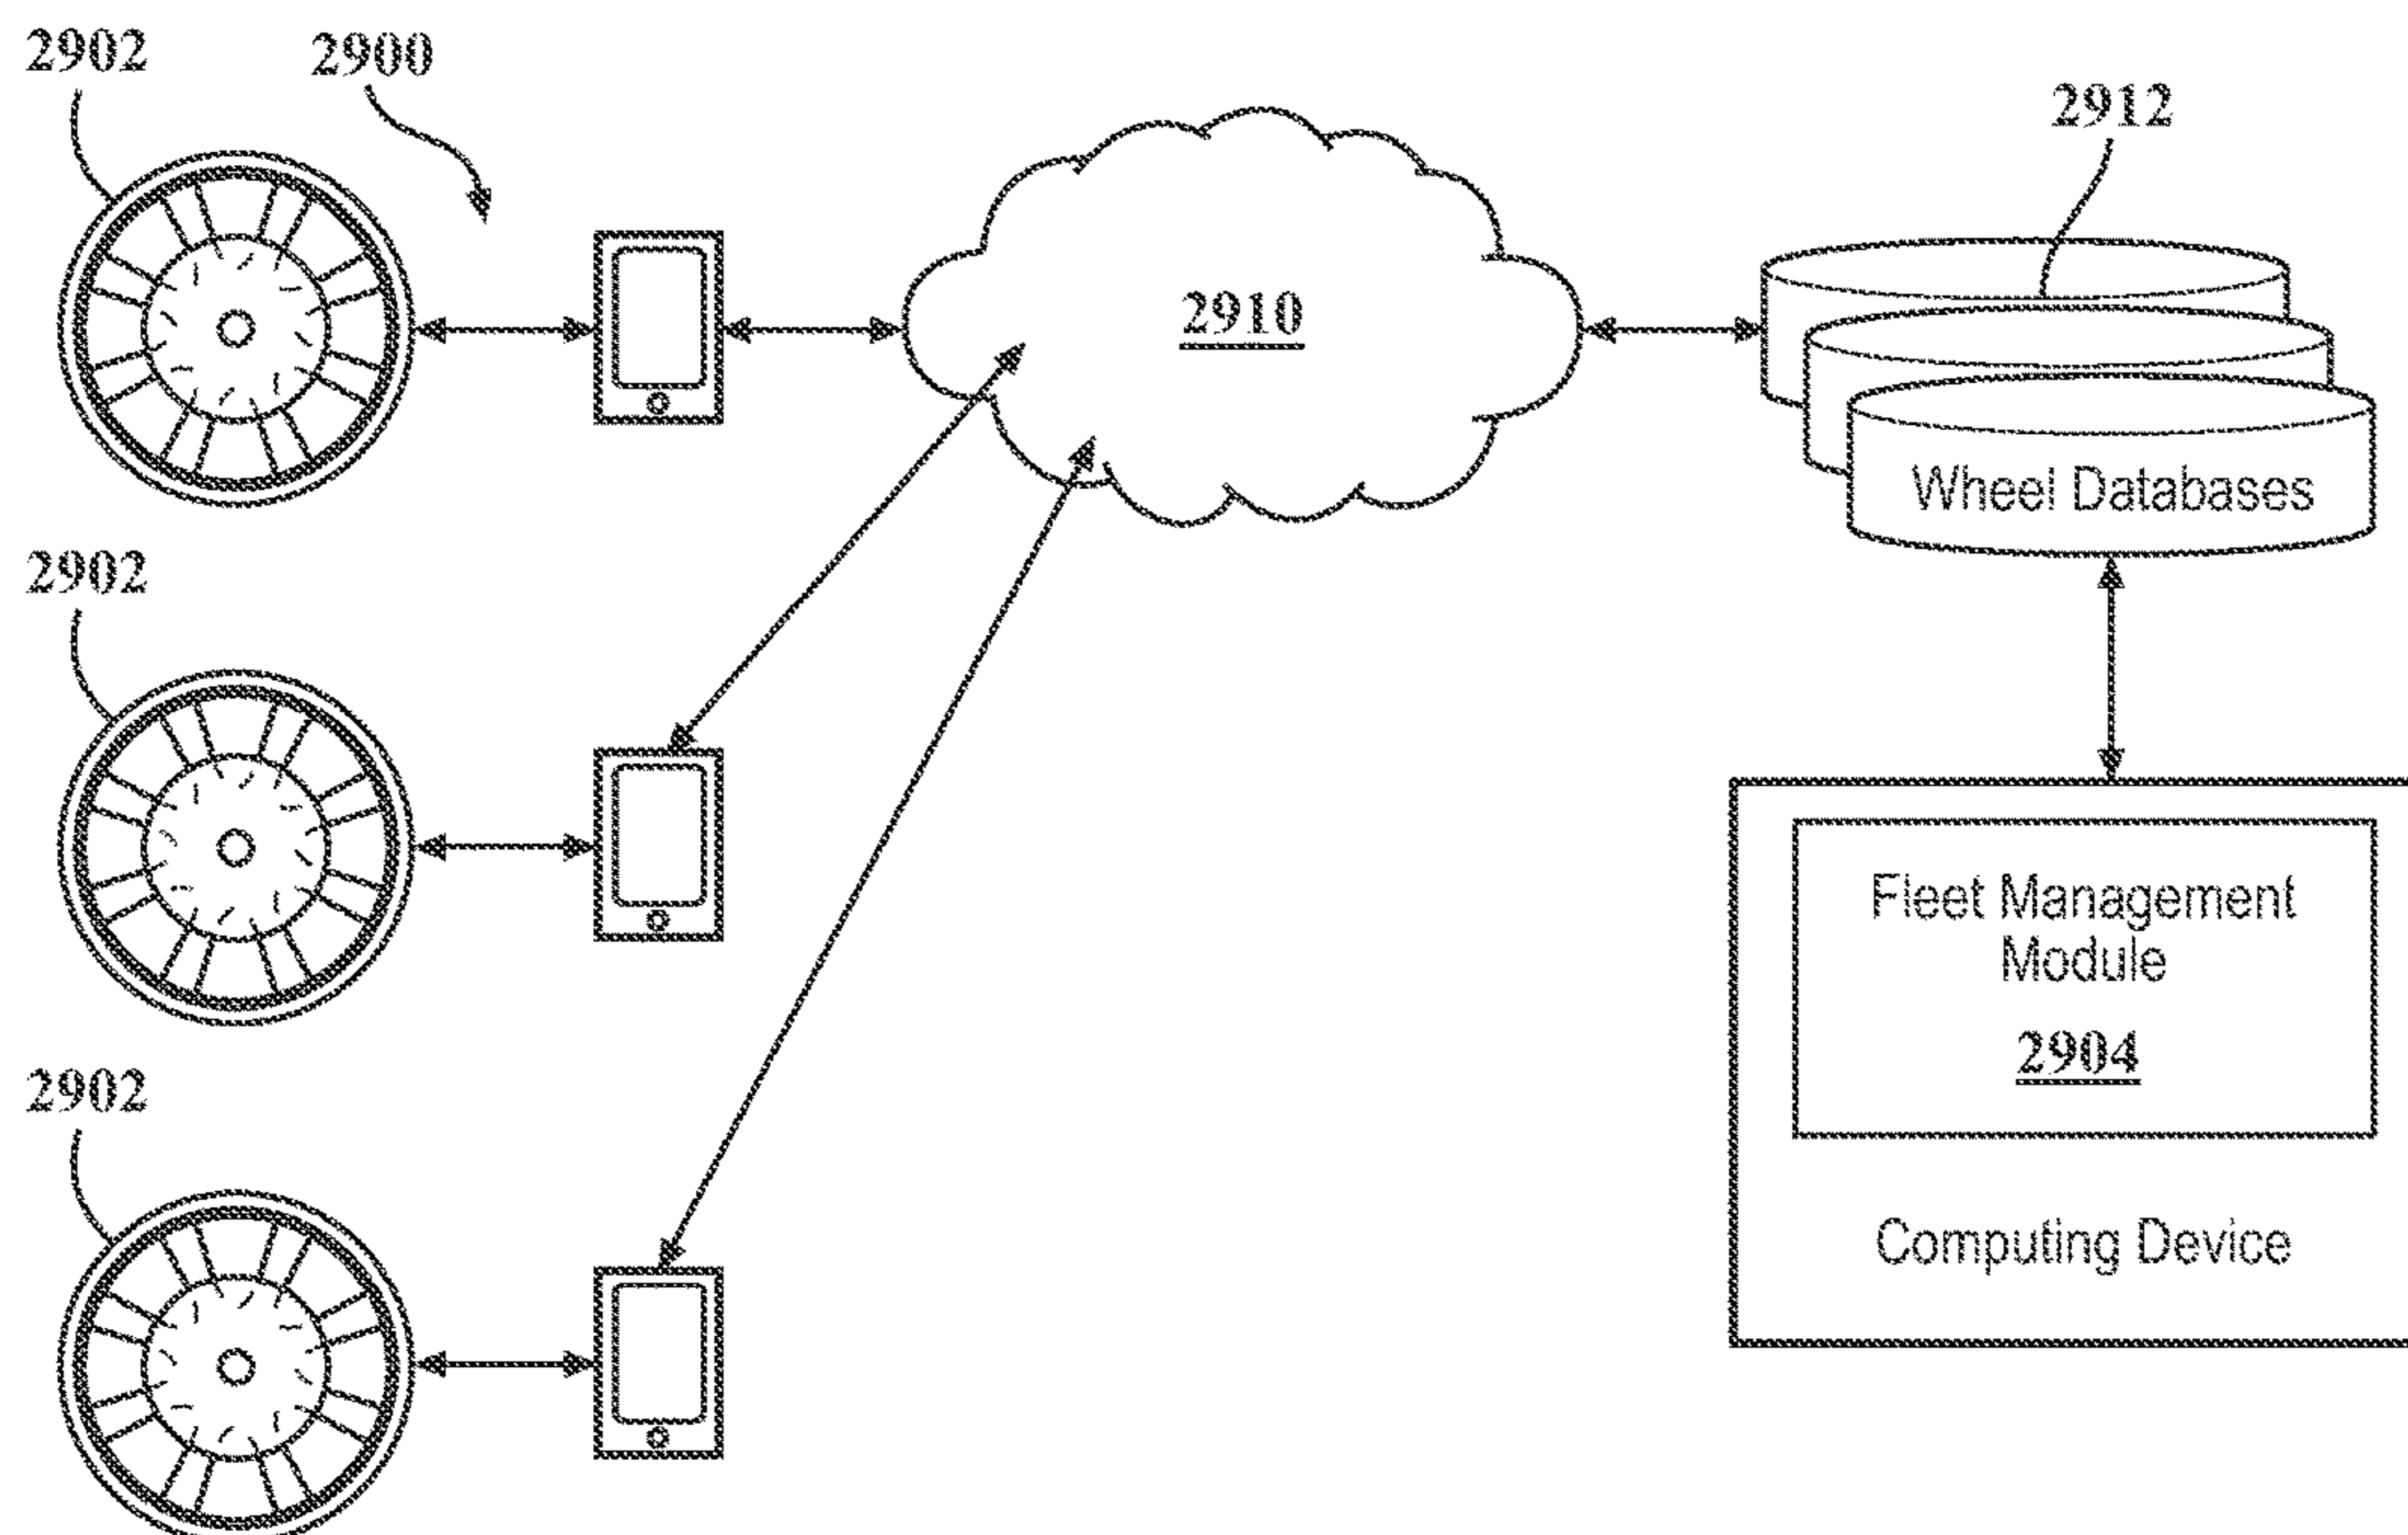 2902
2900
2912
2910
Wheel Databases
2902
Fleet Management
Module
2904
2902
Computing Device